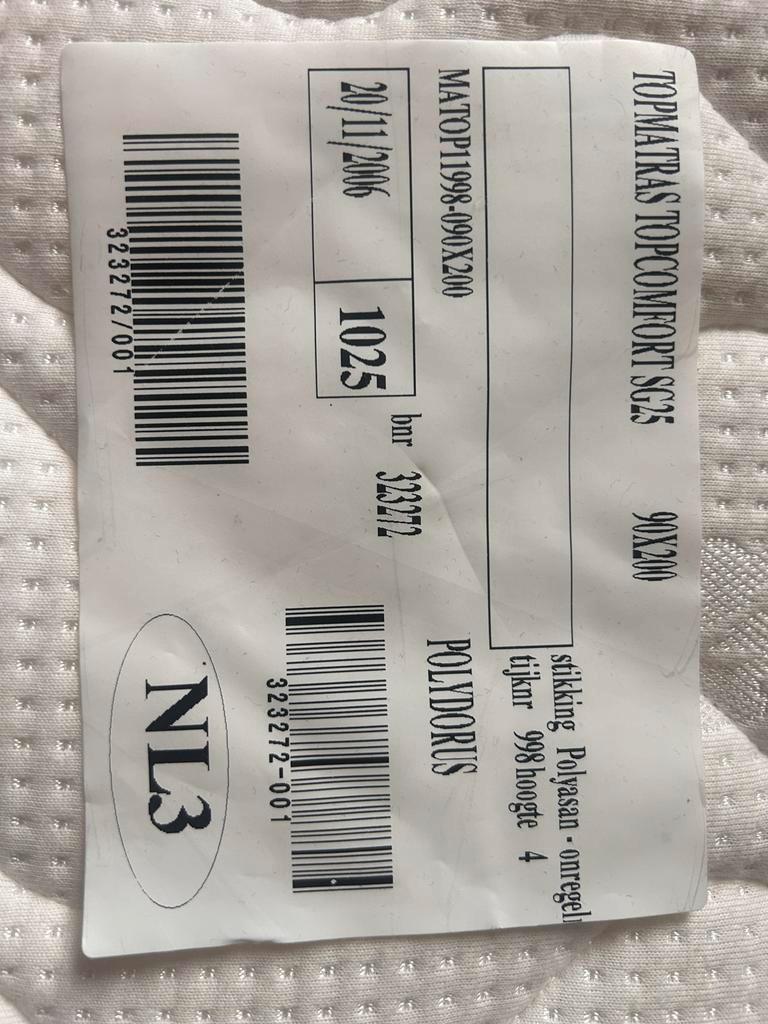 TOPMATRAS TOPCOMFORT SG25 90X200
stikking Polyasan - onregel
tijknr 998 hoogte 4
MATOP11998-090X200 POLYDORUS
20/11/2006 1025 bnr 323272
323272-001
323272/001
NL3